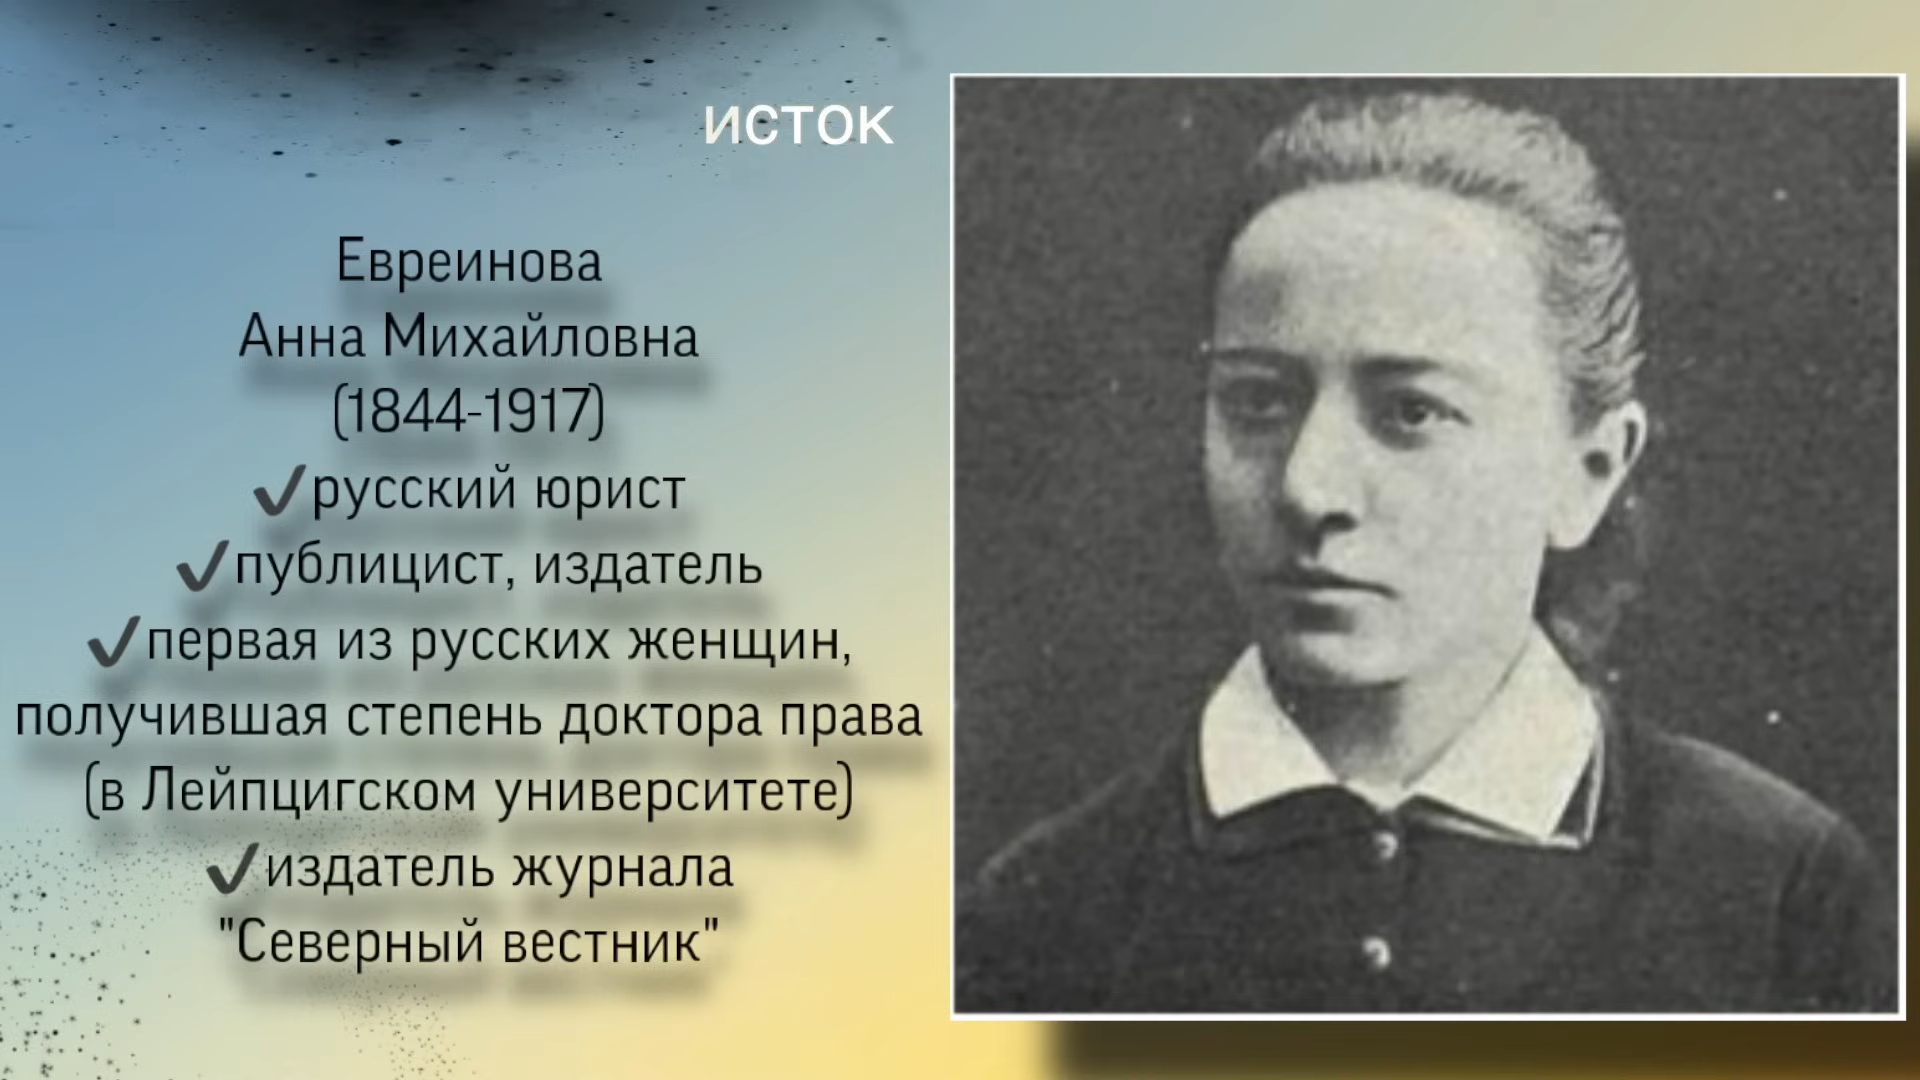 исток
Евреинова
Анна Михайловна
(1844-1917)
✔русский юрист
✔публицист, издатель
✔первая из русских женщин,
получившая степень доктора права
(в Лейпцигском университете)
✔издатель журнала
"Северный вестник"